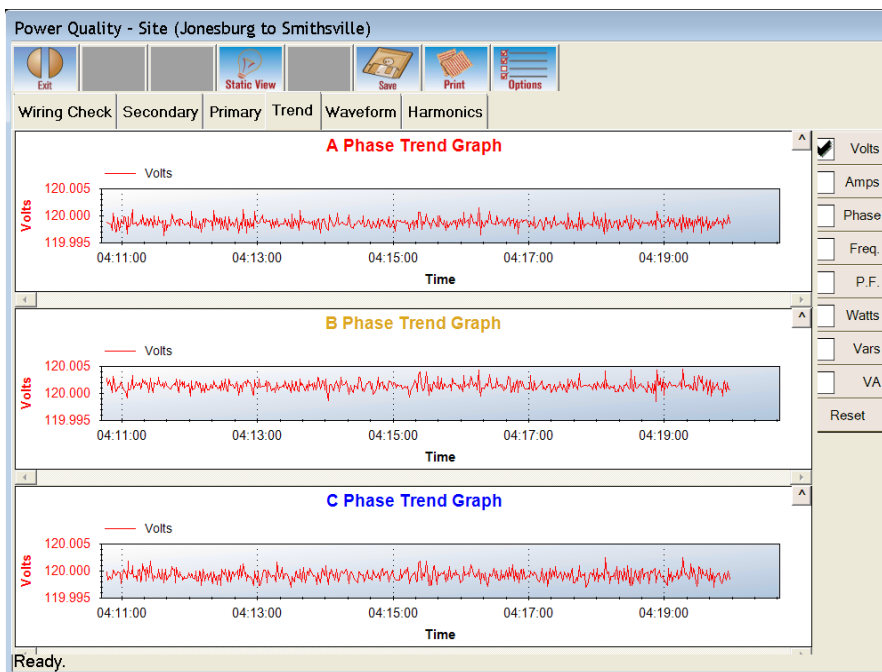 Power Quality - Site (Jonesburg to Smithsville)
Exit Static View Save Print Options
Wiring Check Secondary Primary Trend Waveform Harmonics
A Phase Trend Graph
^
Volts
Volts
120.005
120.000
119.995
04:11:00 04:13:00 04:15:00 04:17:00 04:19:00
Time
B Phase Trend Graph
^
Volts
Volts
120.005
120.000
119.995
04:11:00 04:13:00 04:15:00 04:17:00 04:19:00
Time
C Phase Trend Graph
^
Volts
Volts
120.005
120.000
119.995
04:11:00 04:13:00 04:15:00 04:17:00 04:19:00
Time
Volts
Amps
Phase
Freq.
P.F.
Watts
Vars
VA
Reset
Ready.